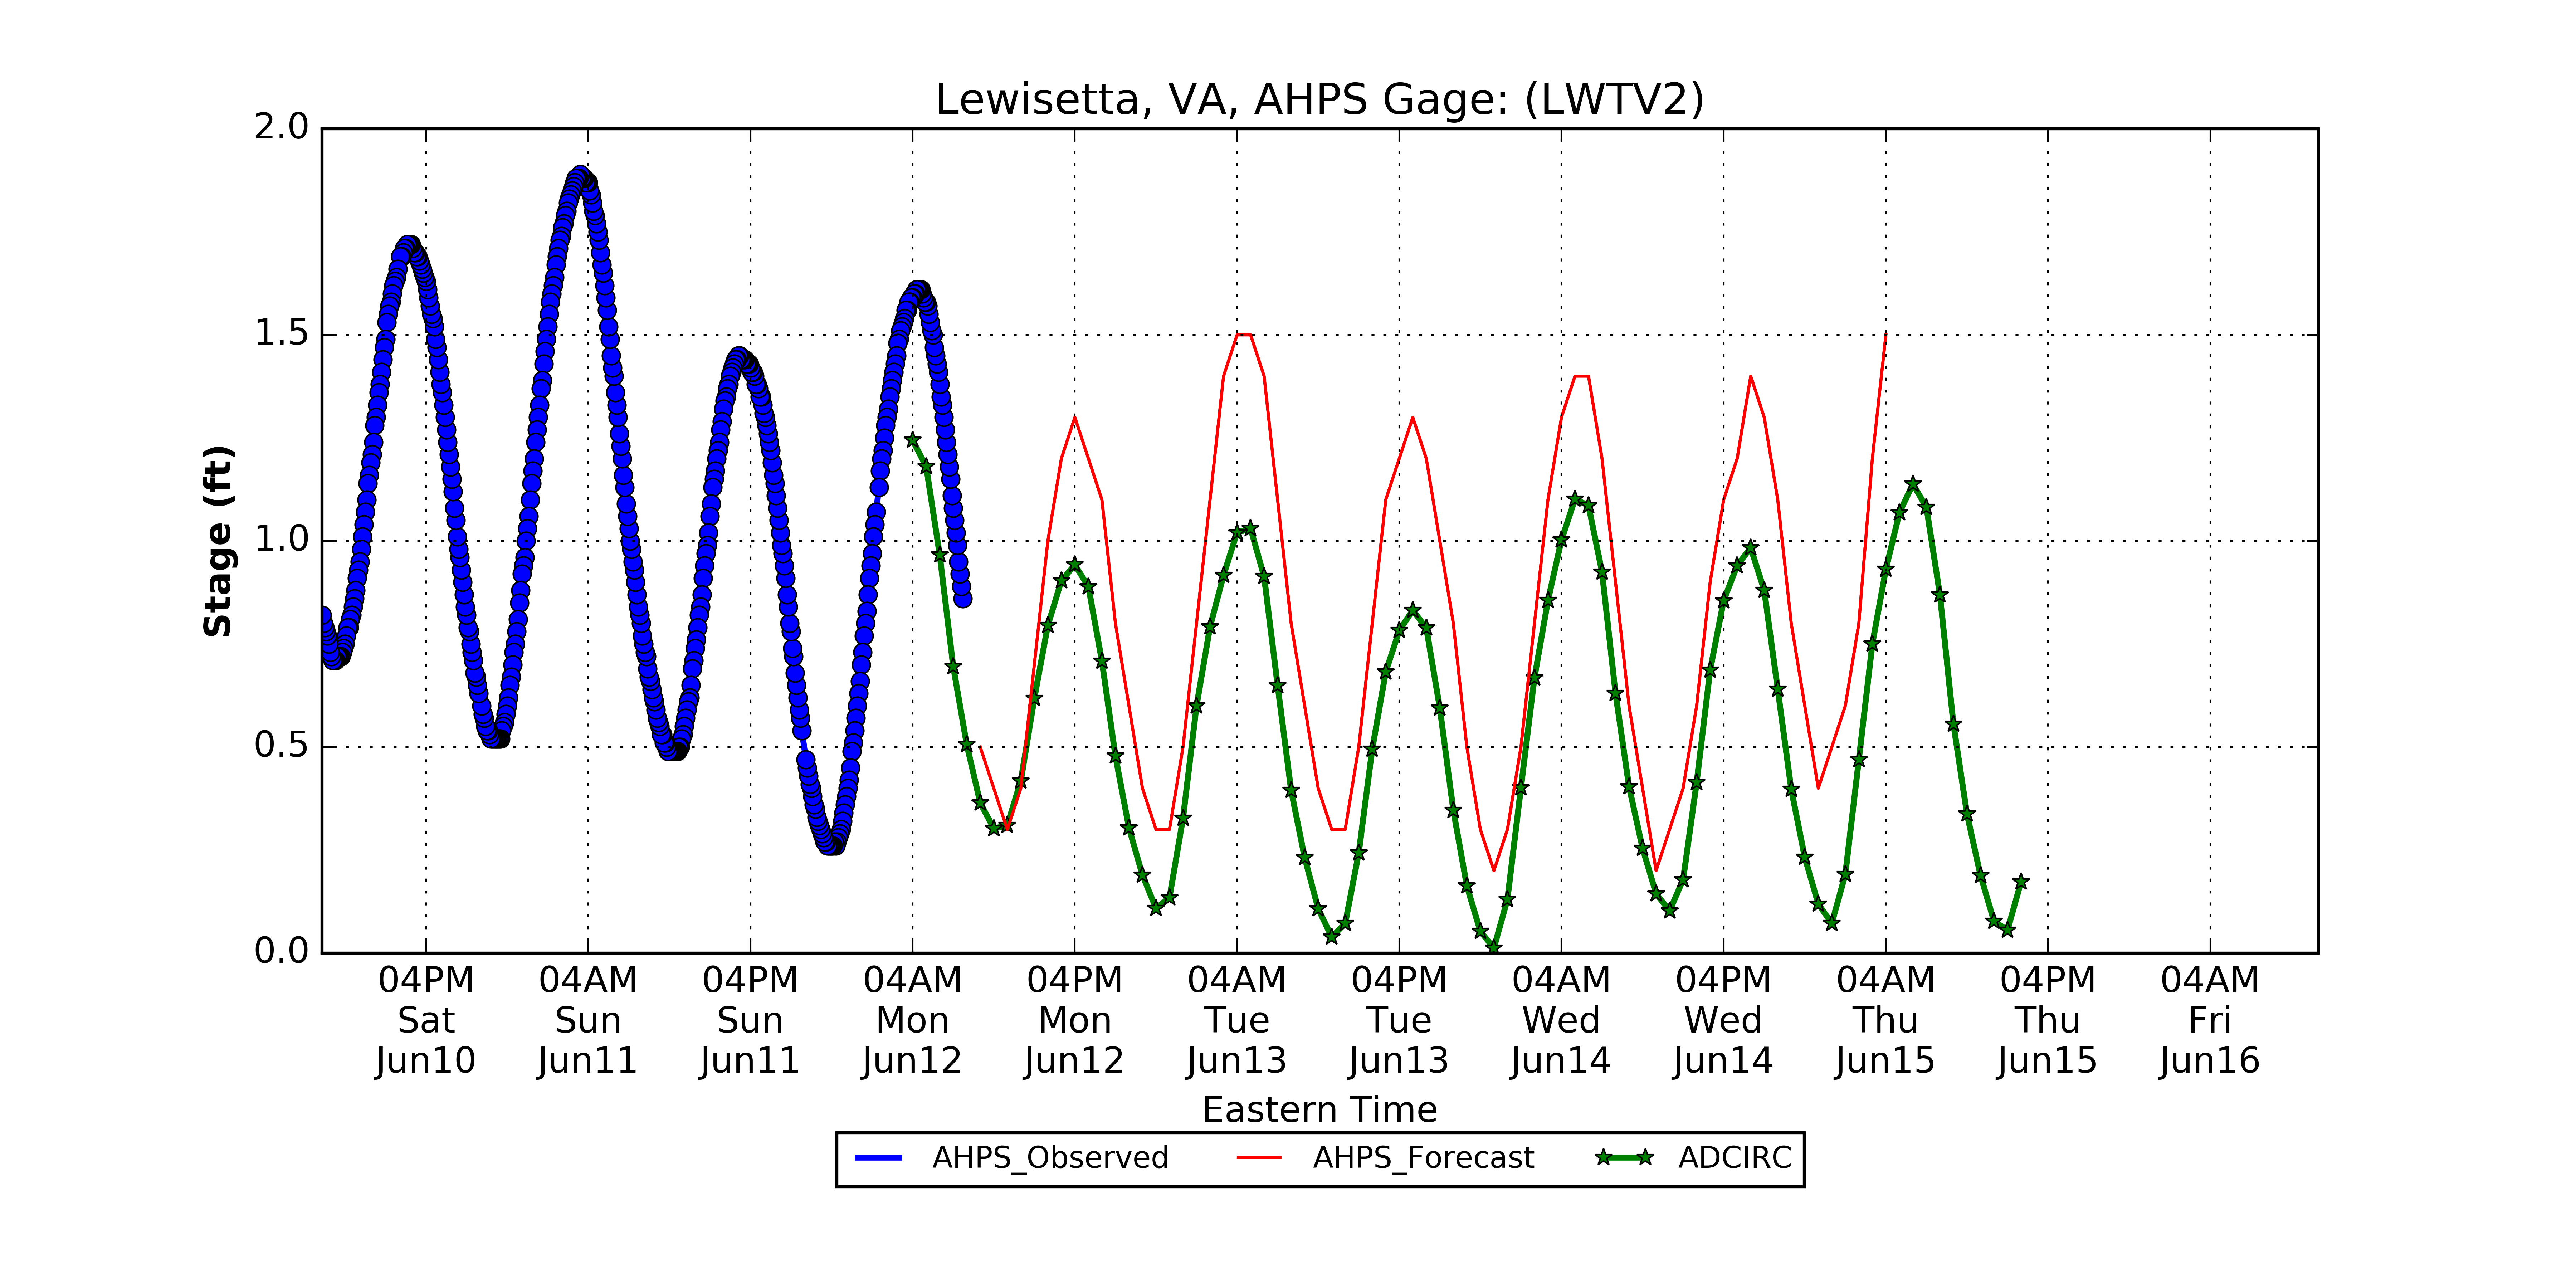 Lewisetta, VA, AHPS Gage: (LWTV2)
2.0
1.5
1.0
0.5
0.0
Stage (ft)
04PM 04AM 04PM 04AM 04PM 04AM 04PM 04AM 04PM 04AM 04PM 04AM
Sat Sun Sun Mon Mon Tue Tue Wed Wed Thu Thu Fri
Jun10 Jun11 Jun11 Jun12 Jun12 Jun13 Jun13 Jun14 Jun14 Jun15 Jun15 Jun16
Eastern Time
AHPS_Observed AHPS_Forecast ADCIRC